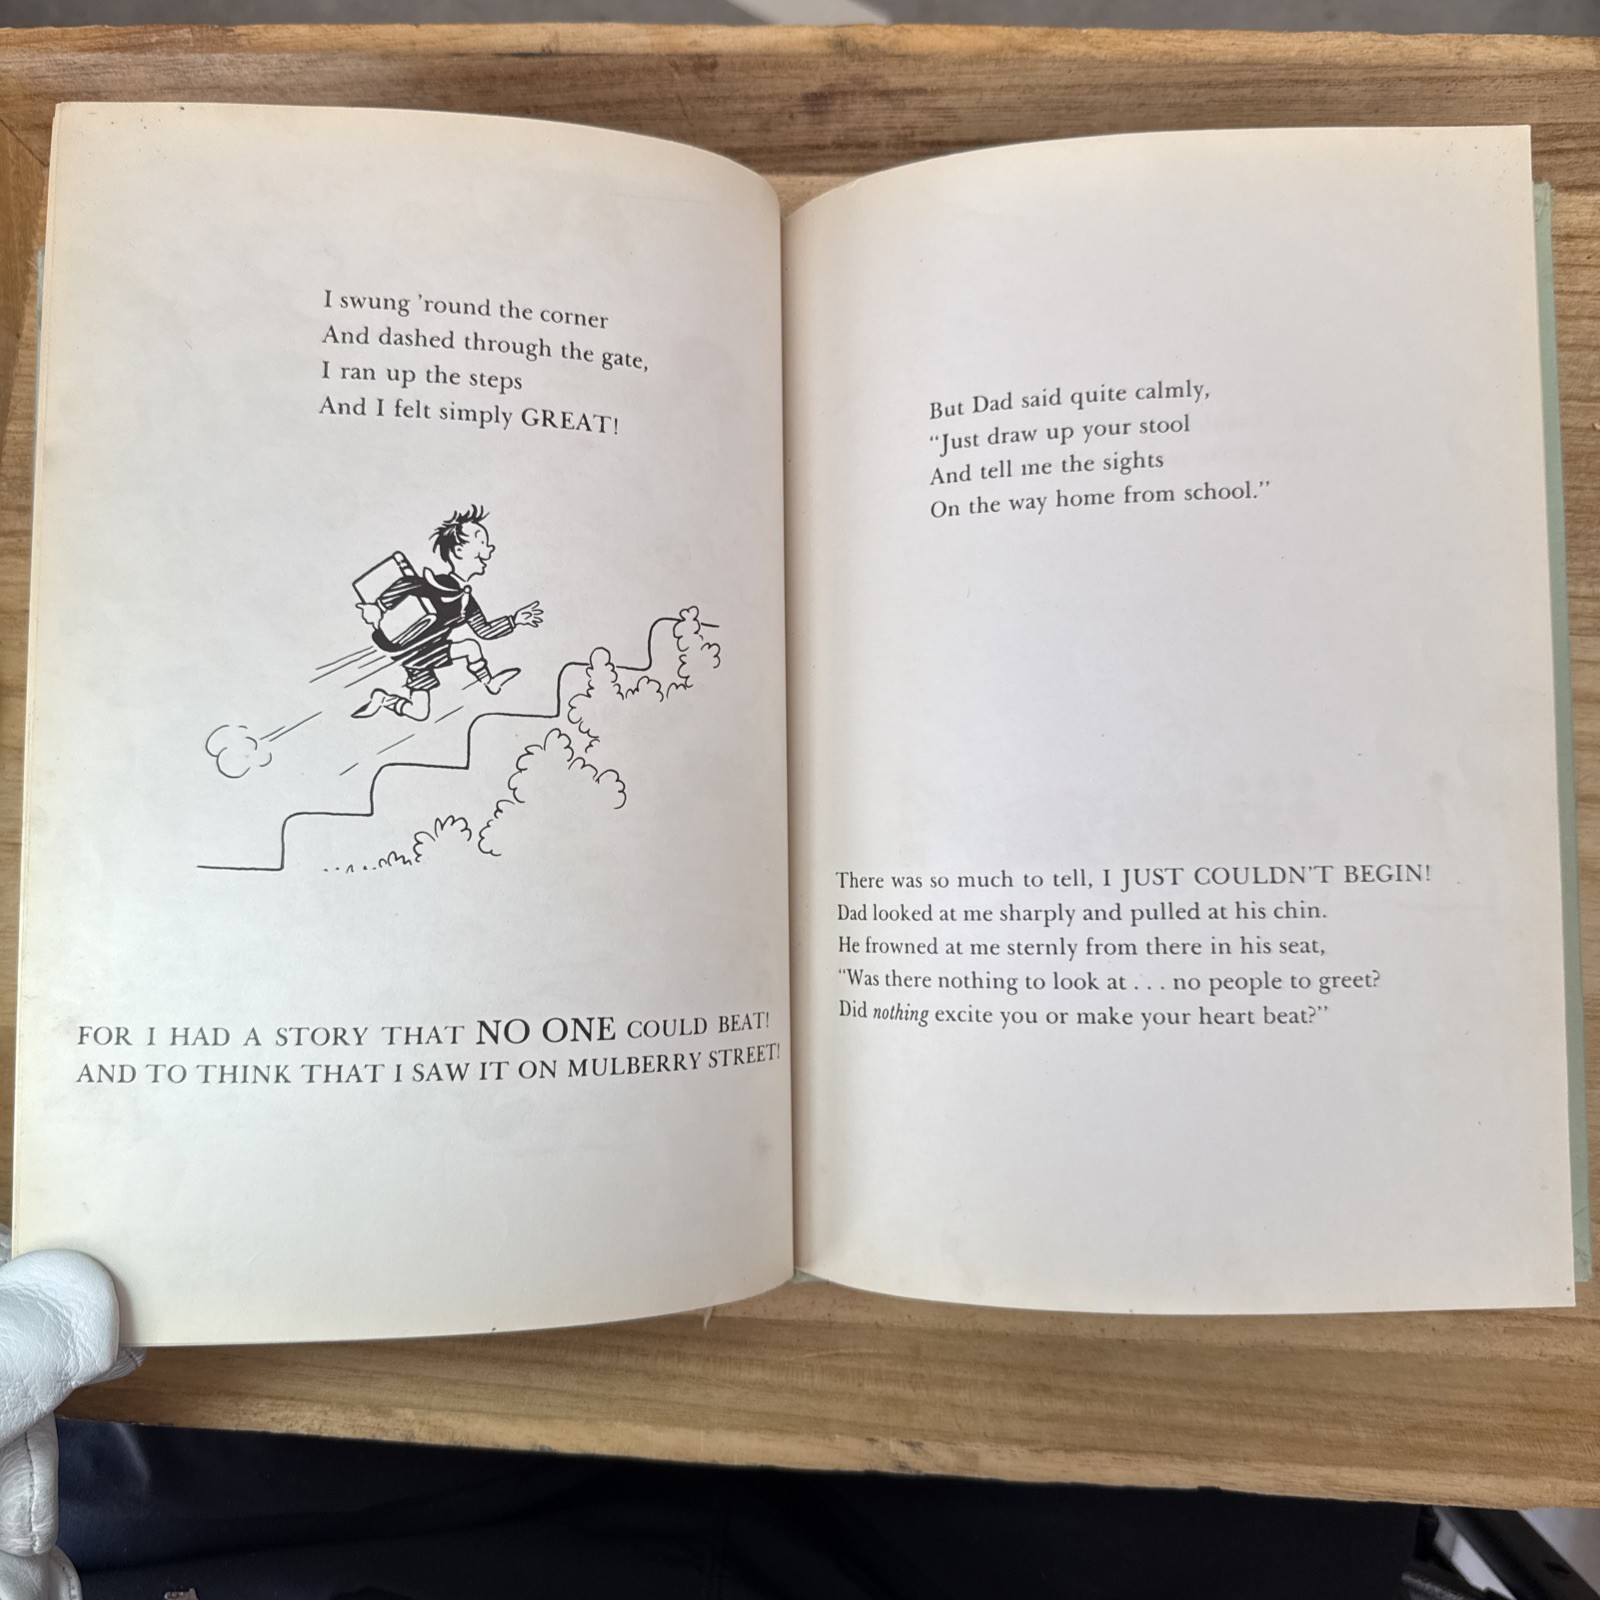 I swung ’round the corner
And dashed through the gate,
I ran up the steps
And I felt simply GREAT!
FOR I HAD A STORY THAT NO ONE COULD BEAT!
AND TO THINK THAT I SAW IT ON MULBERRY STREET!
But Dad said quite calmly,
“Just draw up your stool
And tell me the sights
On the way home from school.”
There was so much to tell, I JUST COULDN’T BEGIN!
Dad looked at me sharply and pulled at his chin.
He frowned at me sternly from there in his seat,
“Was there nothing to look at . . . no people to greet?
Did nothing excite you or make your heart beat?”